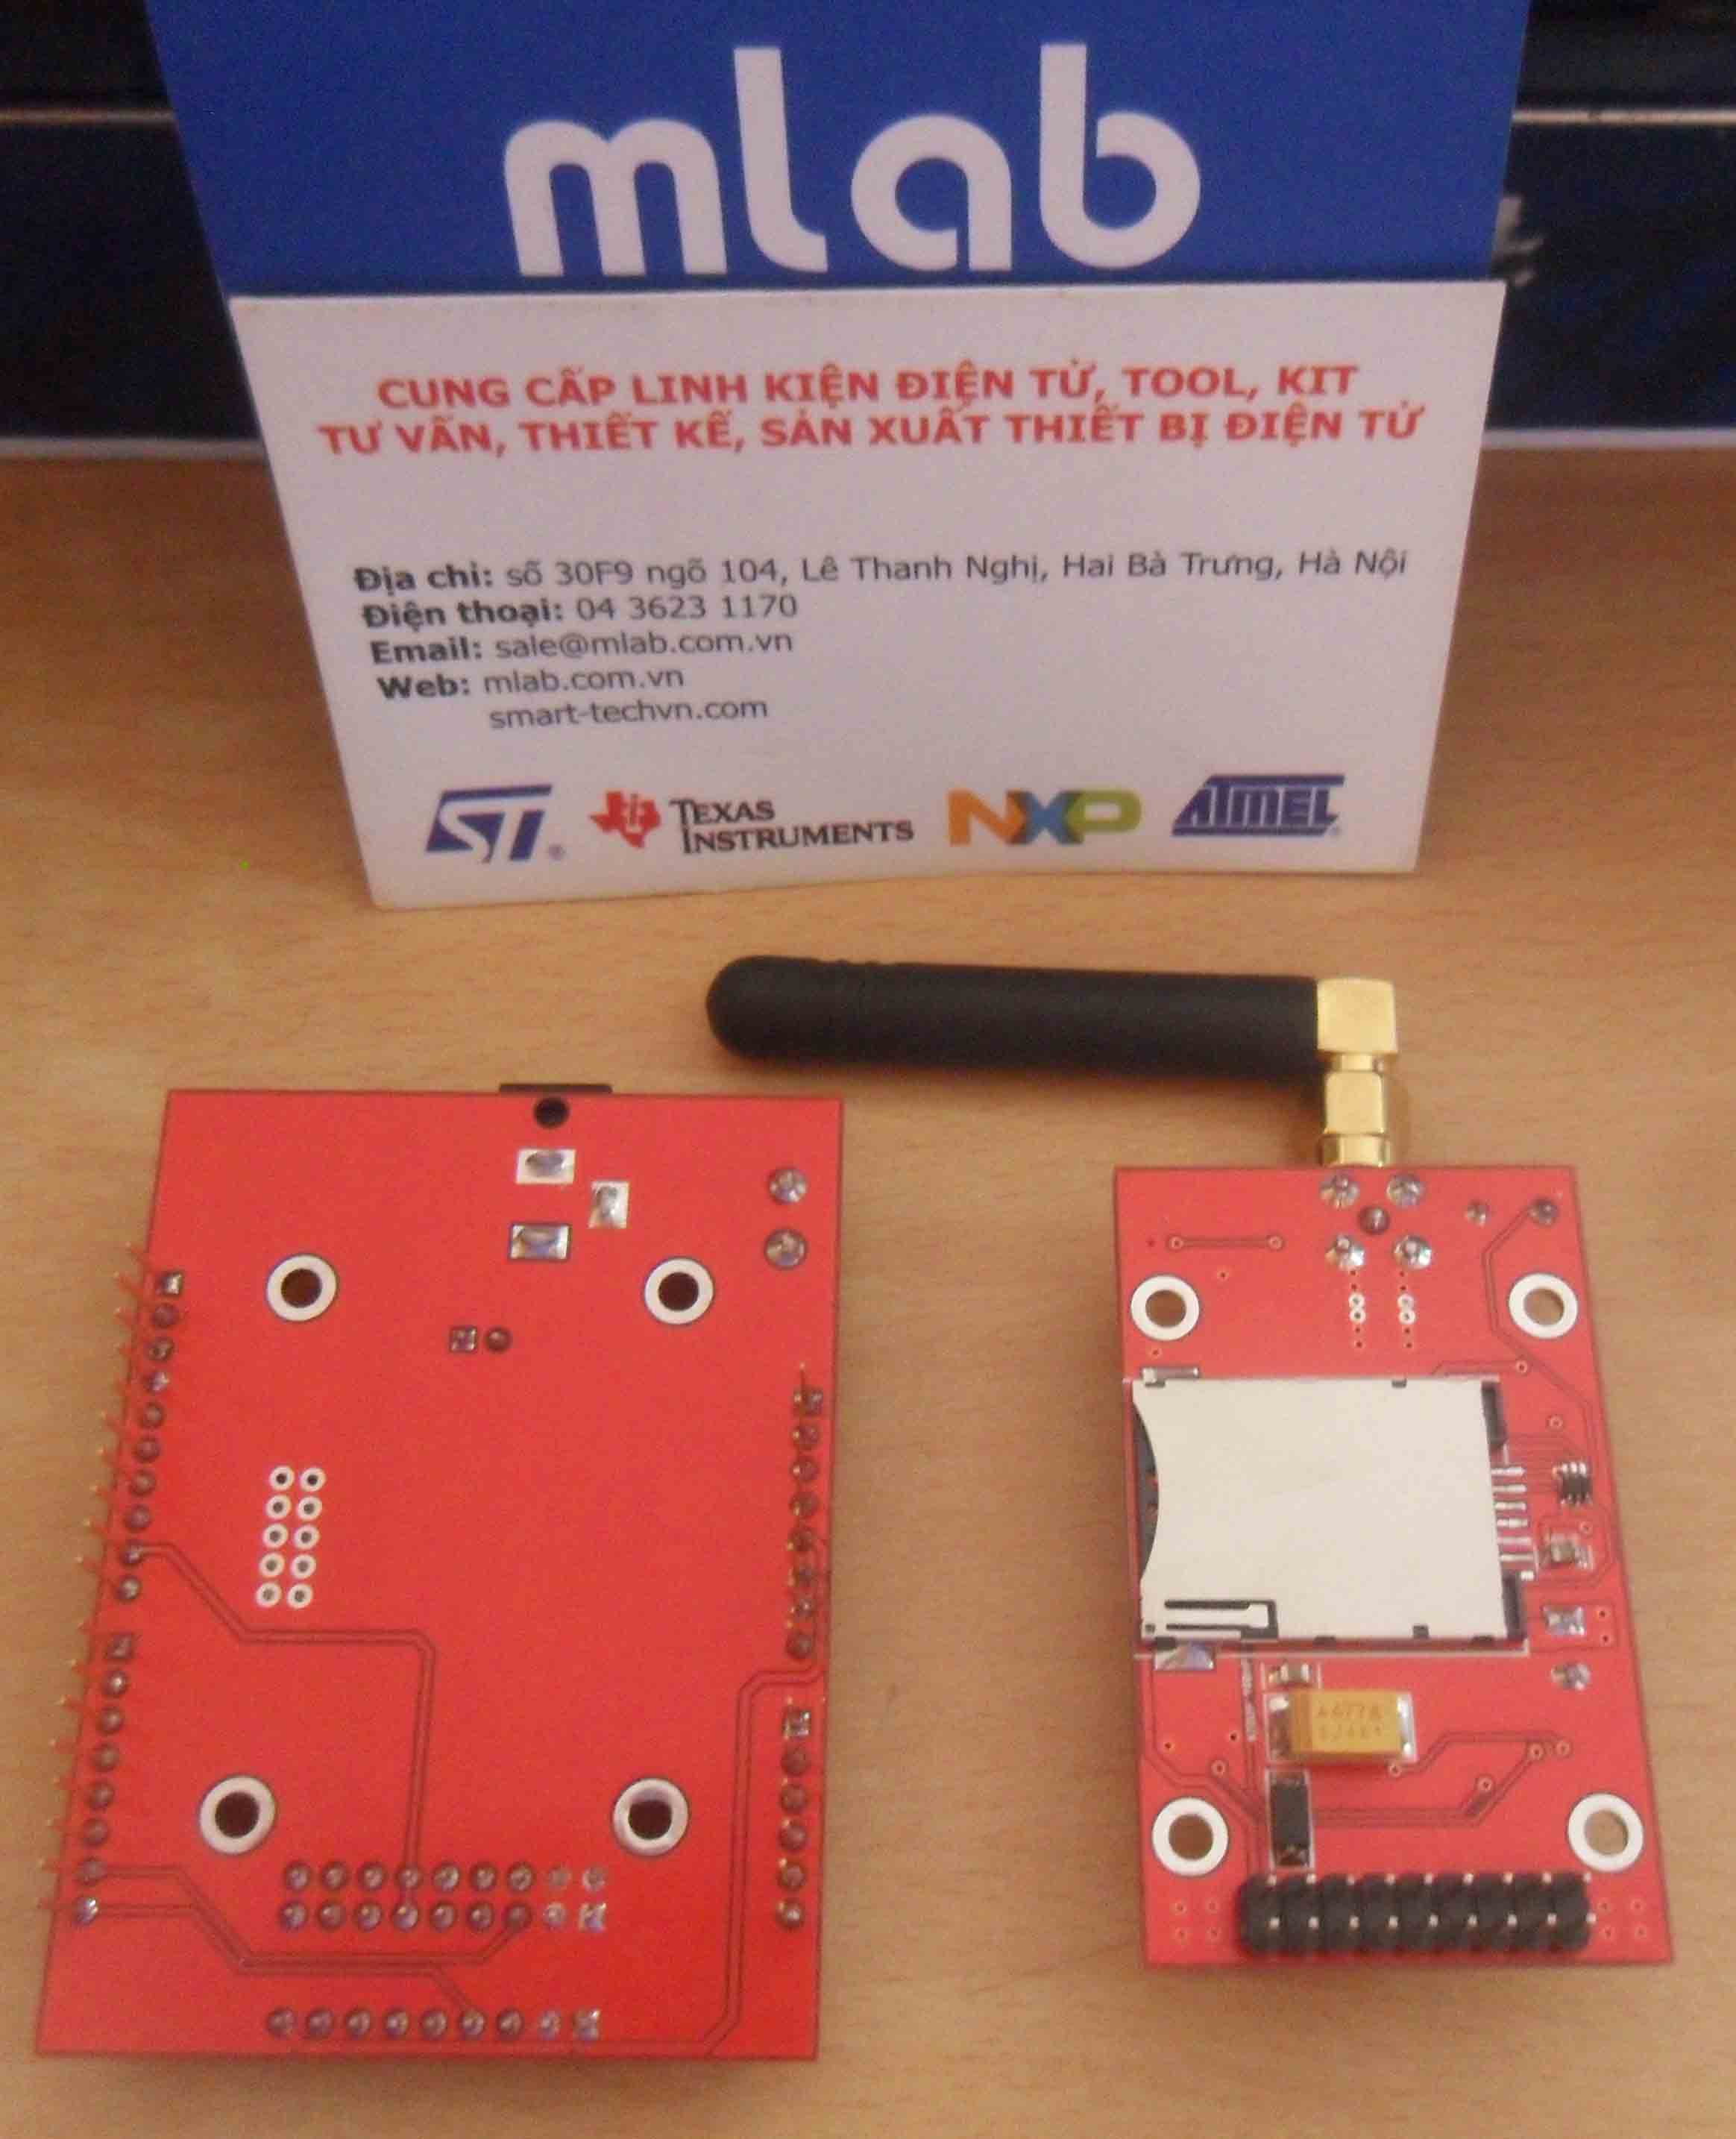 mlab
CUNG CẤP LINH KIỆN ĐIỆN TỬ, TOOL, KIT
TƯ VẤN, THIẾT KẾ, SẢN XUẤT THIẾT BỊ ĐIỆN TỬ
Địa chỉ: số 30F9 ngõ 104, Lê Thanh Nghị, Hai Bà Trưng, Hà Nội
Điện thoại: 04 3623 1170
Email: sale@mlab.com.vn
Web: mlab.com.vn
smart-techvn.com
ST TEXAS INSTRUMENTS NXP ATMEL